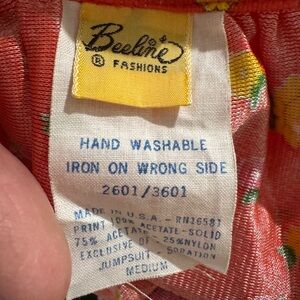 Beeline
® FASHIONS
HAND WASHABLE
IRON ON WRONG SIDE
2601/3601
MADE IN U.S.A. - RN16581
PRINT 100% ACETATE-SOLID
75% ACETATE - 25%NYLON
EXCLUSIVE OF
JUMPSUIT
MEDIUM